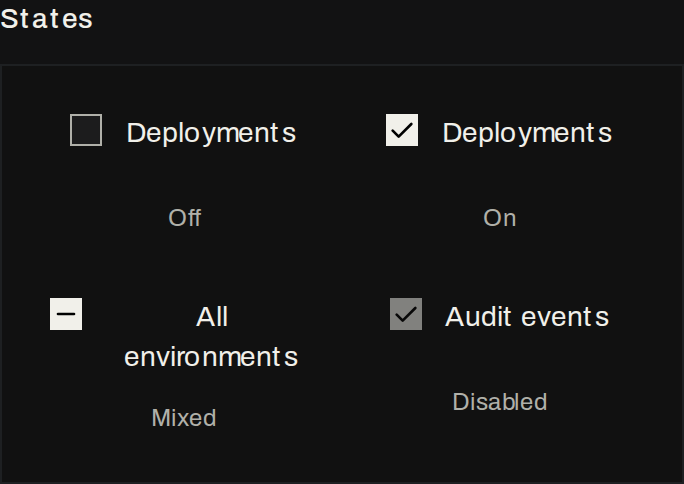 States
Deployments
Deployments
Off
On
All
environments
Audit events
Mixed
Disabled